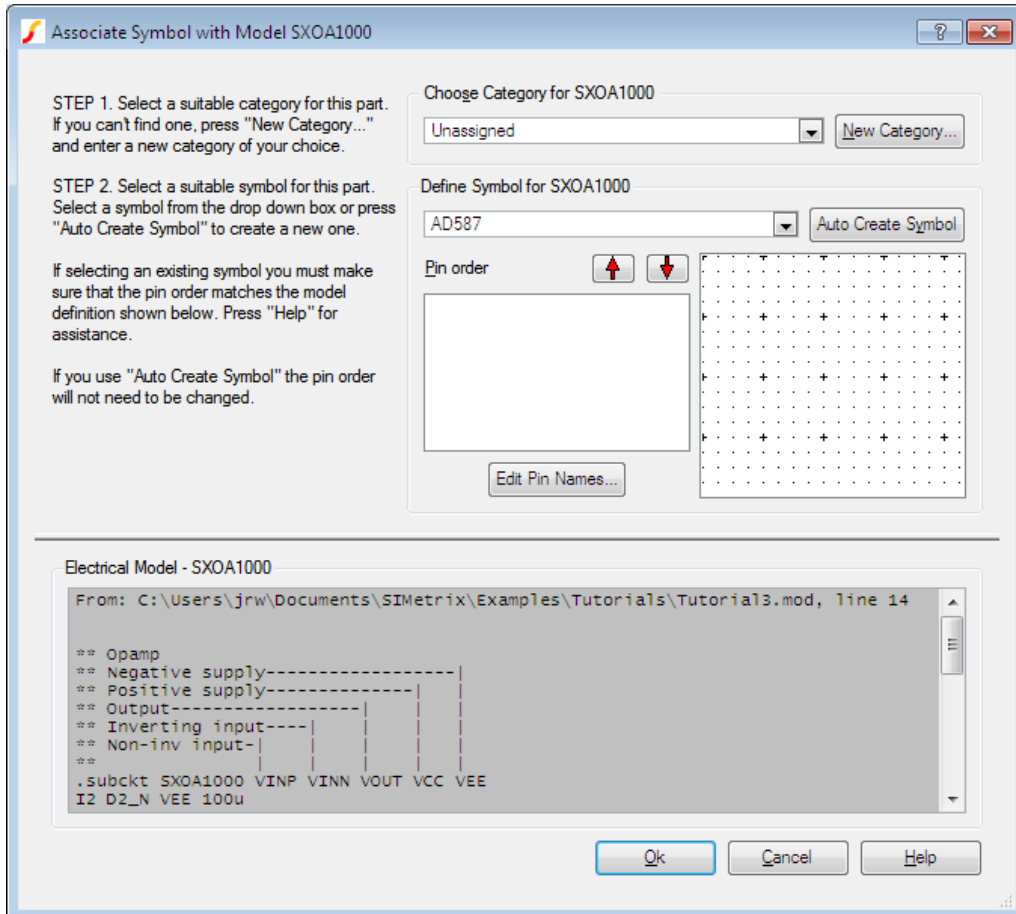 Associate Symbol with Model SXOA1000
STEP 1. Select a suitable category for this part.
If you can't find one, press "New Category..."
and enter a new category of your choice.
STEP 2. Select a suitable symbol for this part.
Select a symbol from the drop down box or press
"Auto Create Symbol" to create a new one.
If selecting an existing symbol you must make
sure that the pin order matches the model
definition shown below. Press "Help" for
assistance.
If you use "Auto Create Symbol" the pin order
will not need to be changed.
Choose Category for SXOA1000
Unassigned
New Category...
Define Symbol for SXOA1000
AD587
Auto Create Symbol
Pin order
Edit Pin Names...
Electrical Model - SXOA1000
From: C:\Users\jrw\Documents\SIMetrix\Examples\Tutorials\Tutorial3.mod, line 14
** Opamp
** Negative supply------------------|
** Positive supply--------------|   |
** Output------------------|    |   |
** Inverting input----|    |    |   |
** Non-inv input-|    |    |    |   |
**               |    |    |    |   |
.subckt SXOA1000 VINP VINN VOUT VCC VEE
I2 D2_N VEE 100u
Ok
Cancel
Help